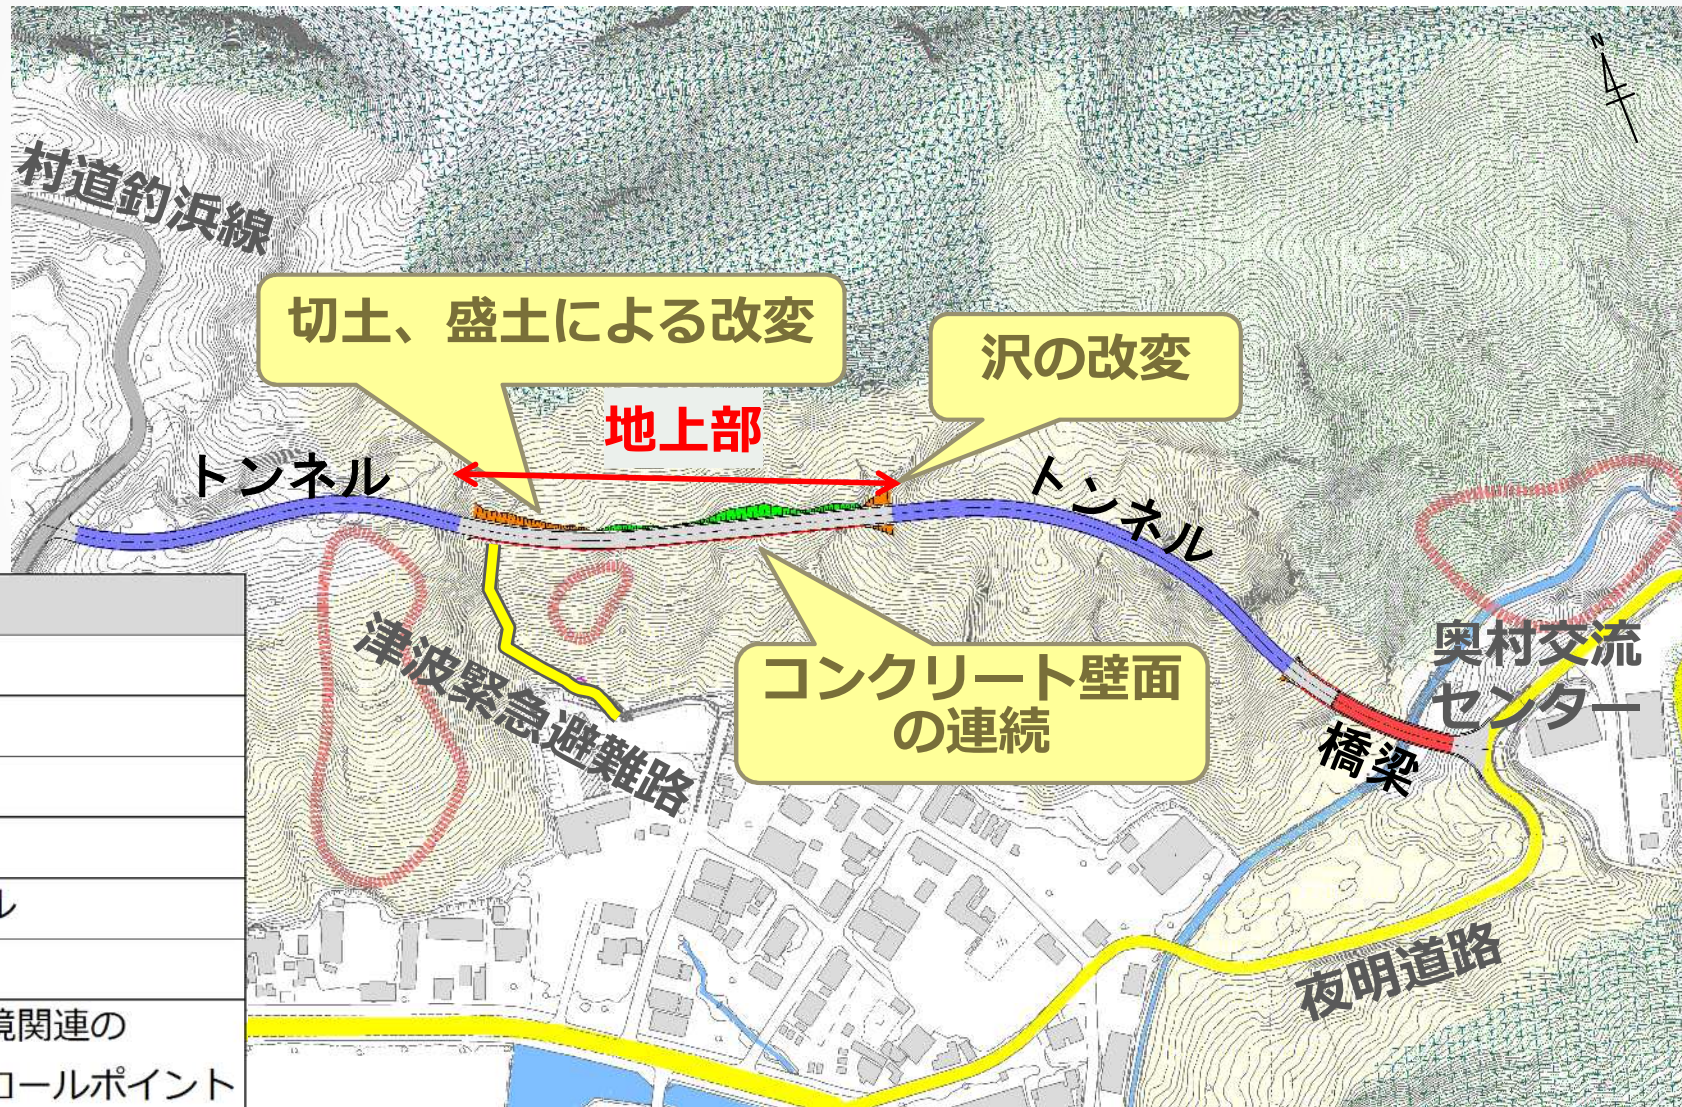 N
村道釣浜線
切土、盛土による改変
沢の改変
地上部
トンネル
トンネル
津波緊急避難路
コンクリート壁面
の連続
奥村交流
センター
橋梁
夜明道路
ル
境関連の
ロールポイント